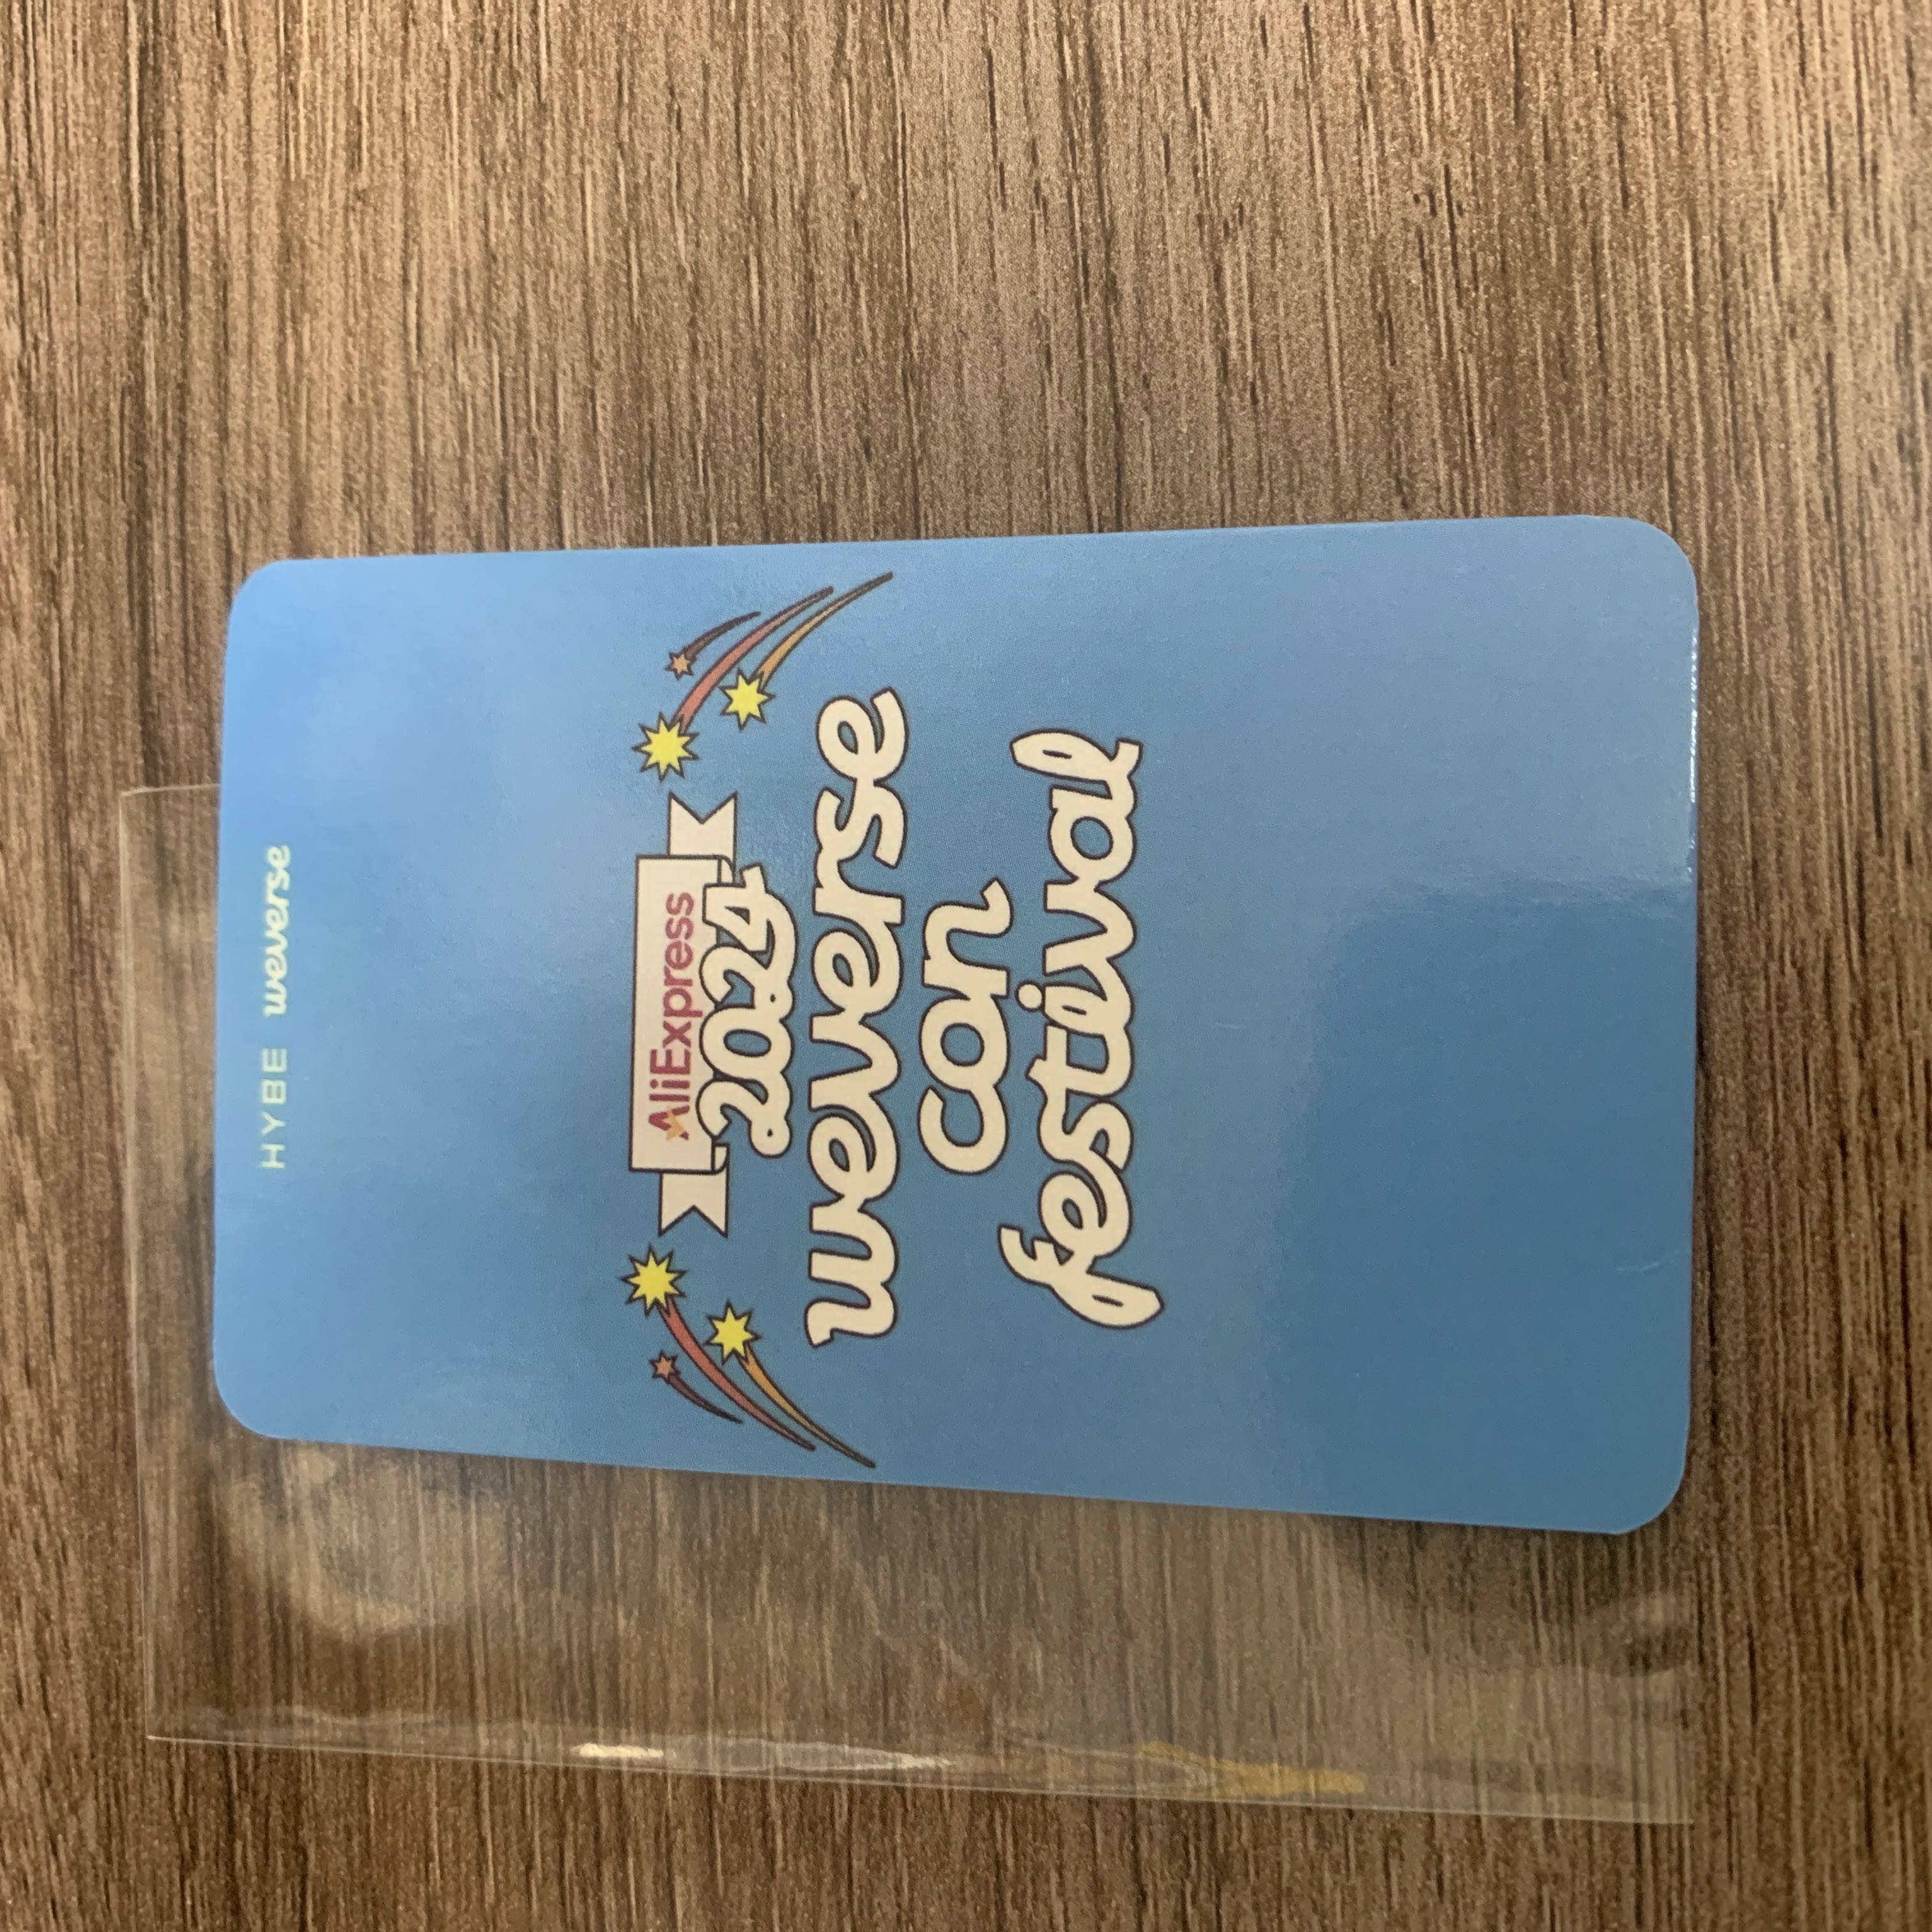 HYBE weverse
AliExpress
2024
weverse
con
festival